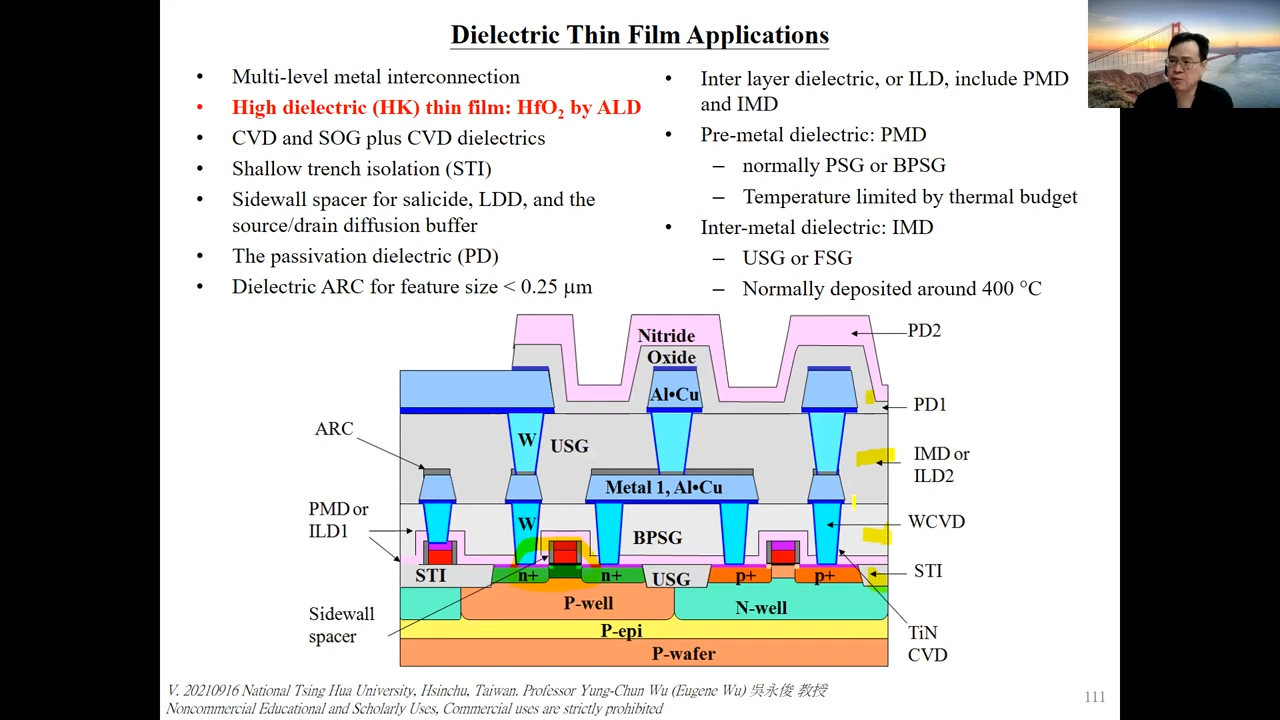 Dielectric Thin Film Applications
• Multi-level metal interconnection
• High dielectric (HK) thin film: HfO2 by ALD
• CVD and SOG plus CVD dielectrics
• Shallow trench isolation (STI)
• Sidewall spacer for salicide, LDD, and the
source/drain diffusion buffer
• The passivation dielectric (PD)
• Dielectric ARC for feature size < 0.25 μm
• Inter layer dielectric, or ILD, include PMD
and IMD
• Pre-metal dielectric: PMD
– normally PSG or BPSG
– Temperature limited by thermal budget
• Inter-metal dielectric: IMD
– USG or FSG
– Normally deposited around 400 °C
Nitride
PD2
Oxide
Al•Cu
PD1
ARC
W
USG
IMD or
ILD2
Metal 1, Al•Cu
PMD or
ILD1
W
BPSG
WCVD
STI
n+
n+
USG
p+
p+
STI
Sidewall
spacer
P-well
N-well
P-epi
TiN
CVD
P-wafer
V. 20210916 National Tsing Hua University, Hsinchu, Taiwan. Professor Yung-Chun Wu (Eugene Wu) 吳永俊 教授
Noncommercial Educational and Scholarly Uses, Commercial uses are strictly prohibited
111